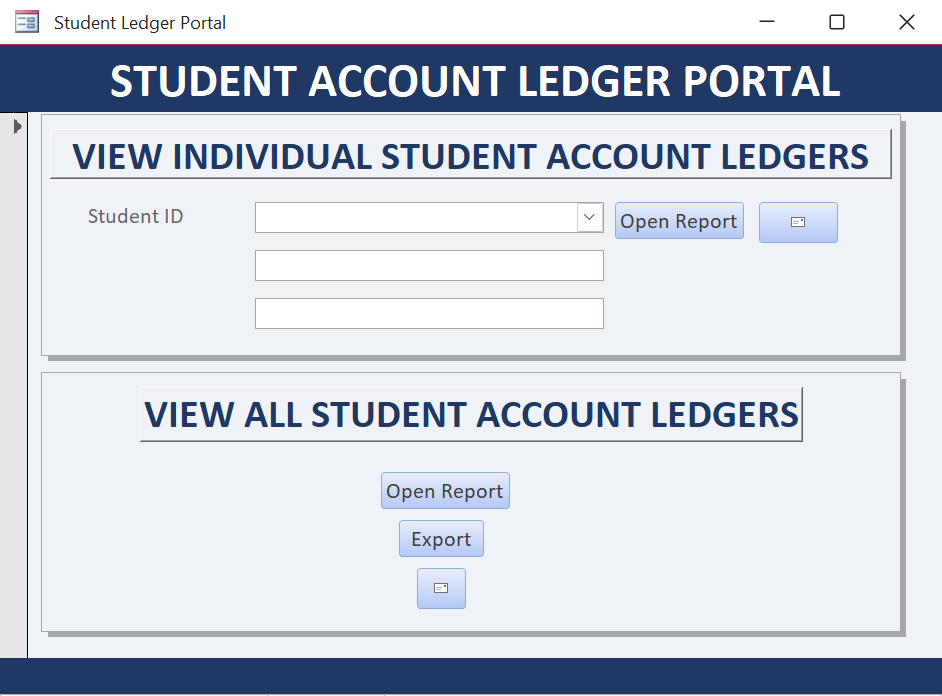 Student Ledger Portal
STUDENT ACCOUNT LEDGER PORTAL
VIEW INDIVIDUAL STUDENT ACCOUNT LEDGERS
Student ID
Open Report
VIEW ALL STUDENT ACCOUNT LEDGERS
Open Report
Export